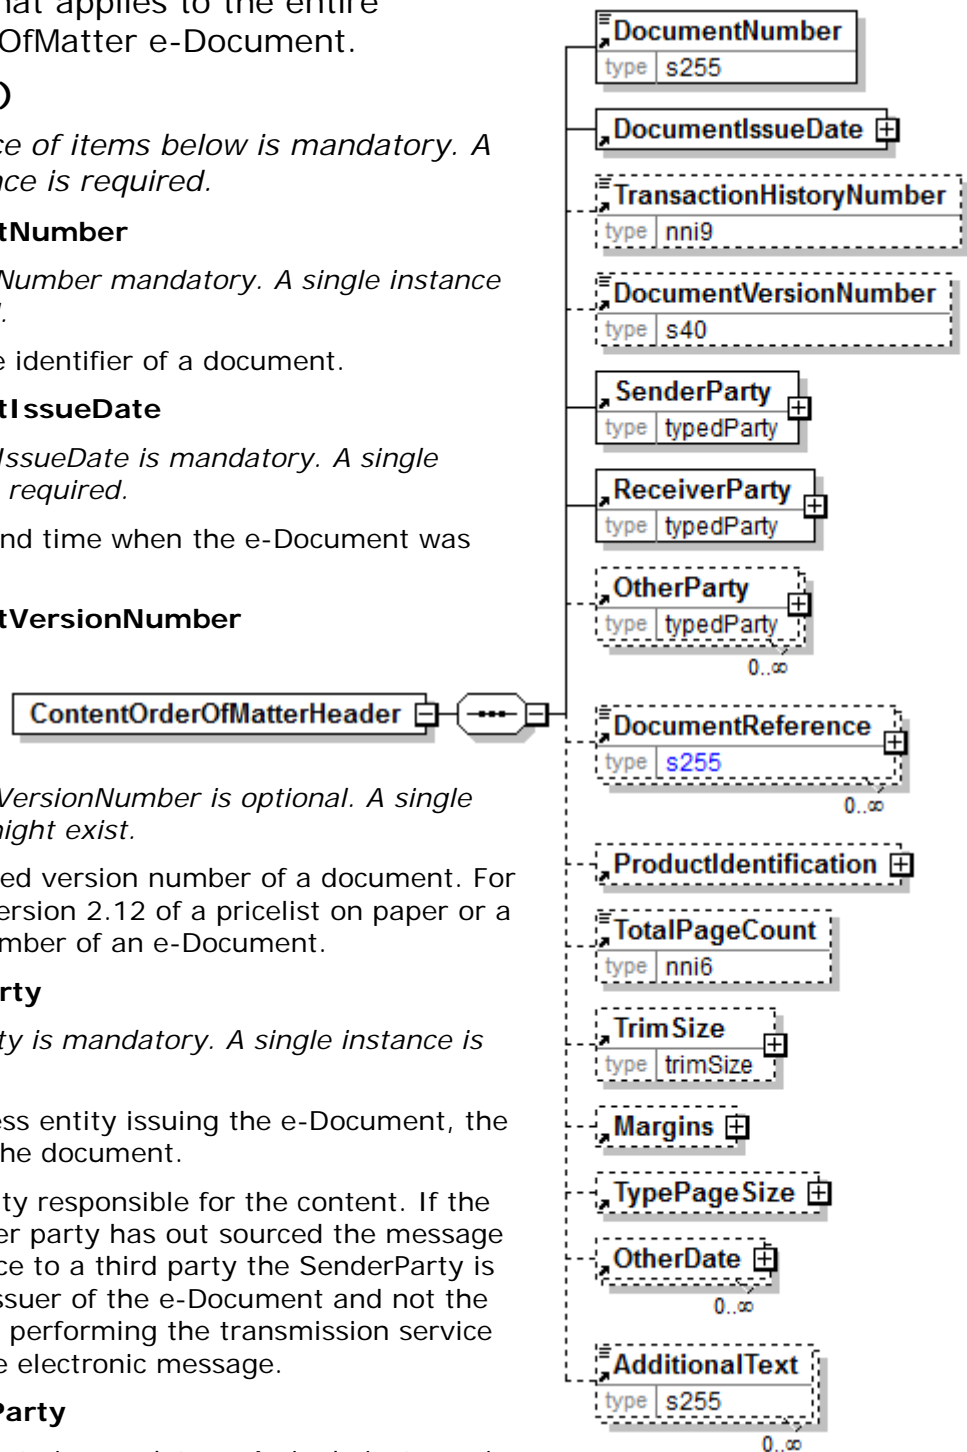 hat applies to the entire
OfMatter e-Document.
)
ce of items below is mandatory. A
nce is required.
tNumber
Number mandatory. A single instance
.
e identifier of a document.
tIssueDate
IssueDate is mandatory. A single
required.
nd time when the e-Document was
tVersionNumber
VersionNumber is optional. A single
might exist.
ed version number of a document. For
ersion 2.12 of a pricelist on paper or a
mber of an e-Document.
rty
ty is mandatory. A single instance is
ess entity issuing the e-Document, the
the document.
ty responsible for the content. If the
er party has out sourced the message
ce to a third party the SenderParty is
ssuer of the e-Document and not the
performing the transmission service
e electronic message.
Party
ContentOrderOfMatterHeader
DocumentNumber
type s255
DocumentIssueDate
TransactionHistoryNumber
type nni9
DocumentVersionNumber
type s40
SenderParty
type typedParty
ReceiverParty
type typedParty
OtherParty
type typedParty
0..∞
DocumentReference
type s255
0..∞
ProductIdentification
TotalPageCount
type nni6
TrimSize
type trimSize
Margins
TypePageSize
OtherDate
0..∞
AdditionalText
type s255
0..∞